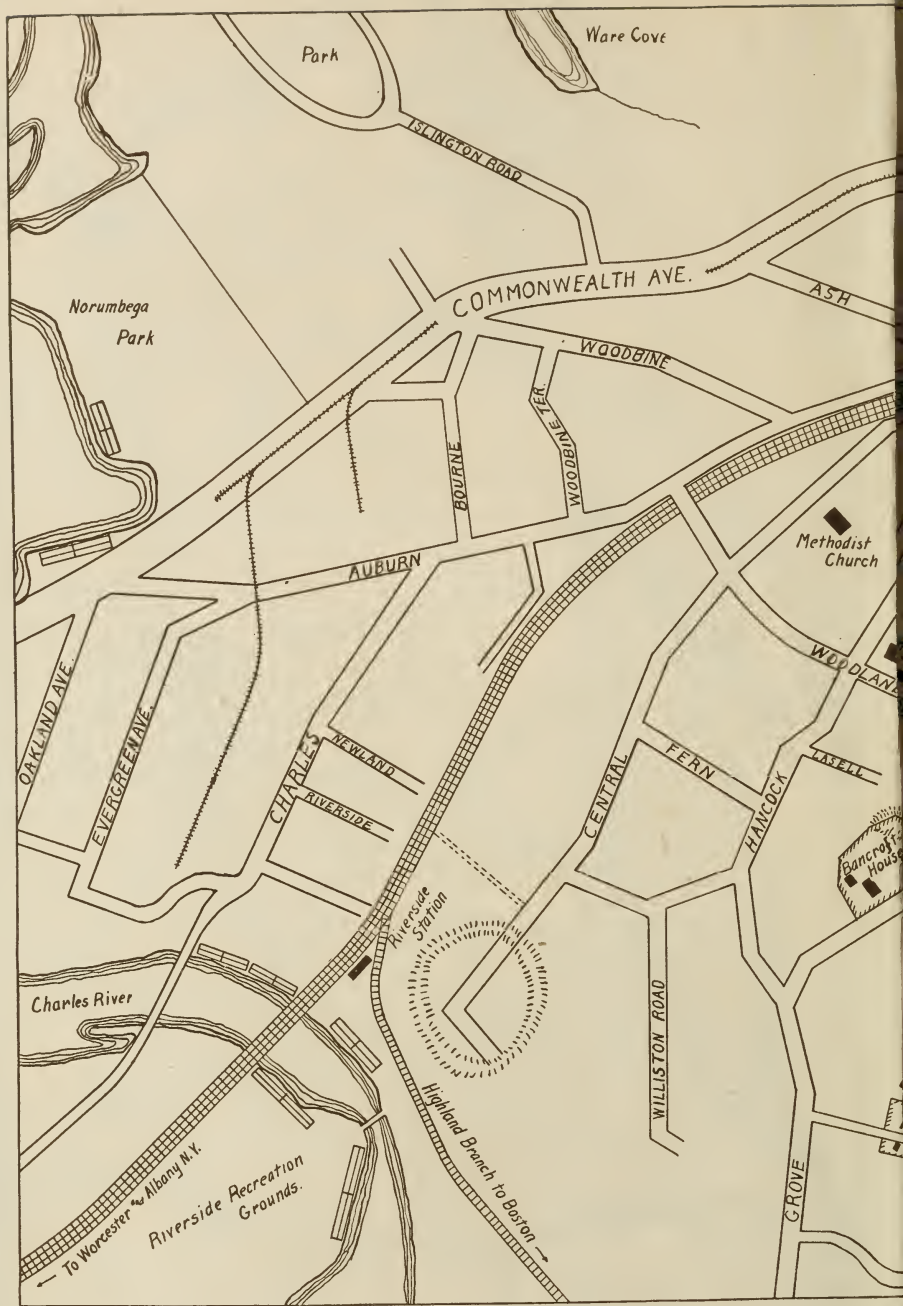 Park
Ware Cove
ISLINGTON ROAD
COMMONWEALTH AVE.
ASH
Norumbega
Park
WOODBINE
WOODBINE TER.
BOURNE
AUBURN
Methodist
Church
WOODLAND
OAKLAND AVE.
EVERGREEN AVE.
CHARLES
NEWLAND
RIVERSIDE
CENTRAL
FERN
HANCOCK
LASELL
Bancroft
House
Riverside
Station
Charles River
WILLISTON ROAD
Highland Branch to Boston
To Worcester and Albany N.Y.
Riverside Recreation
Grounds.
GROVE